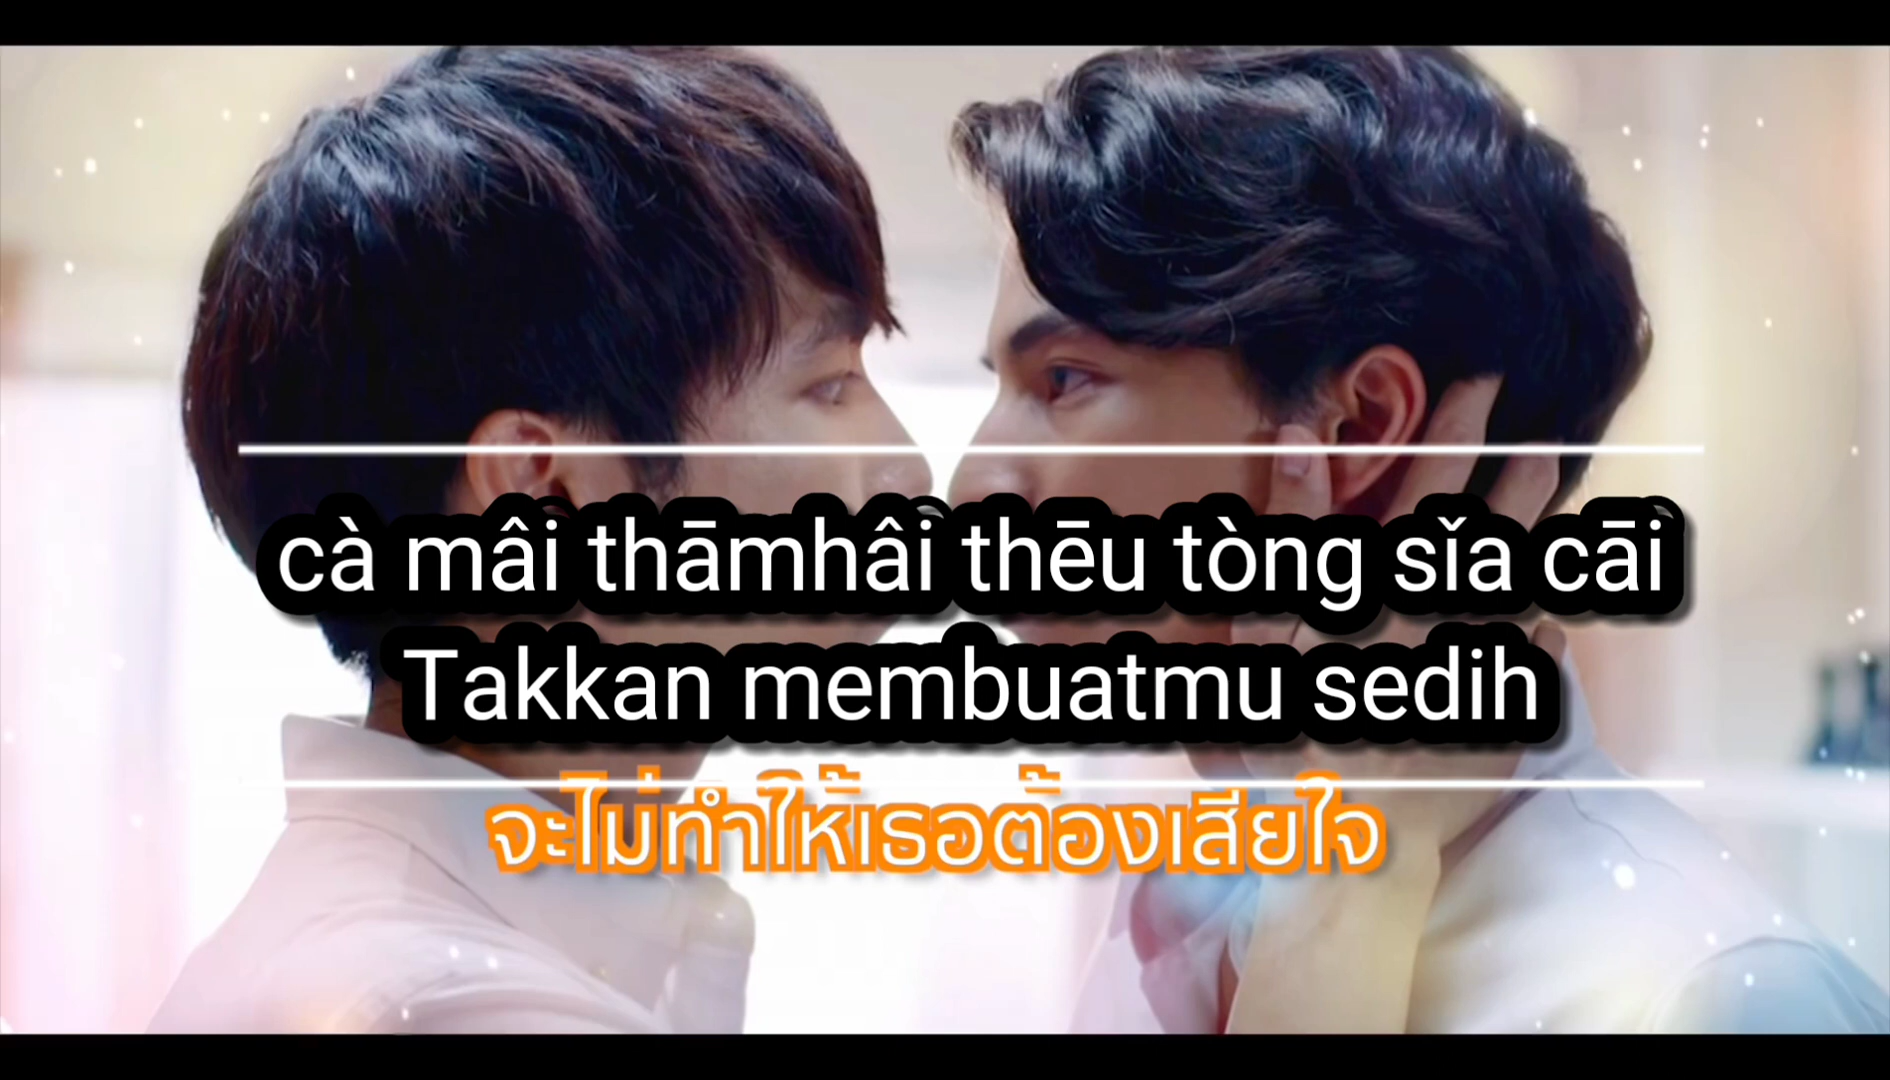 cà mâi thāmhâi thēu tòng sǐa cāi
Takkan membuatmu sedih
จะไม่ทำให้เธอต้องเสียใจ